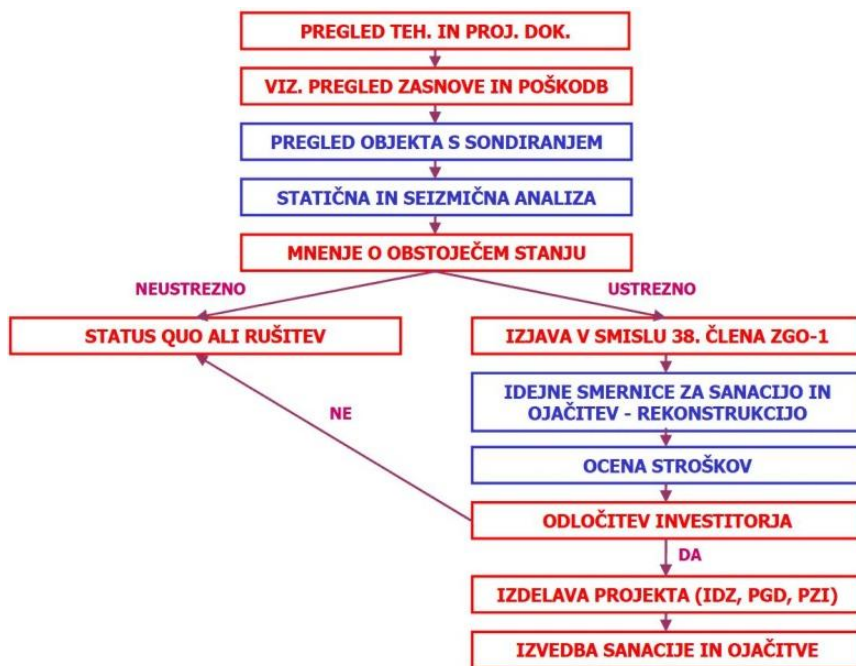 PREGLED TEH. IN PROJ. DOK.
VIZ. PREGLED ZASNOVE IN POŠKODB
PREGLED OBJEKTA S SONDIRANJEM
STATIČNA IN SEIZMIČNA ANALIZA
MNENJE O OBSTOJEČEM STANJU
NEUSTREZNO
USTREZNO
STATUS QUO ALI RUŠITEV
IZJAVA V SMISLU 38. ČLENA ZGO-1
IDEJNE SMERNICE ZA SANACIJO IN
OJAČITEV - REKONSTRUKCIJO
NE
OCENA STROŠKOV
ODLOČITEV INVESTITORJA
DA
IZDELAVA PROJEKTA (IDZ, PGD, PZI)
IZVEDBA SANACIJE IN OJAČITVE